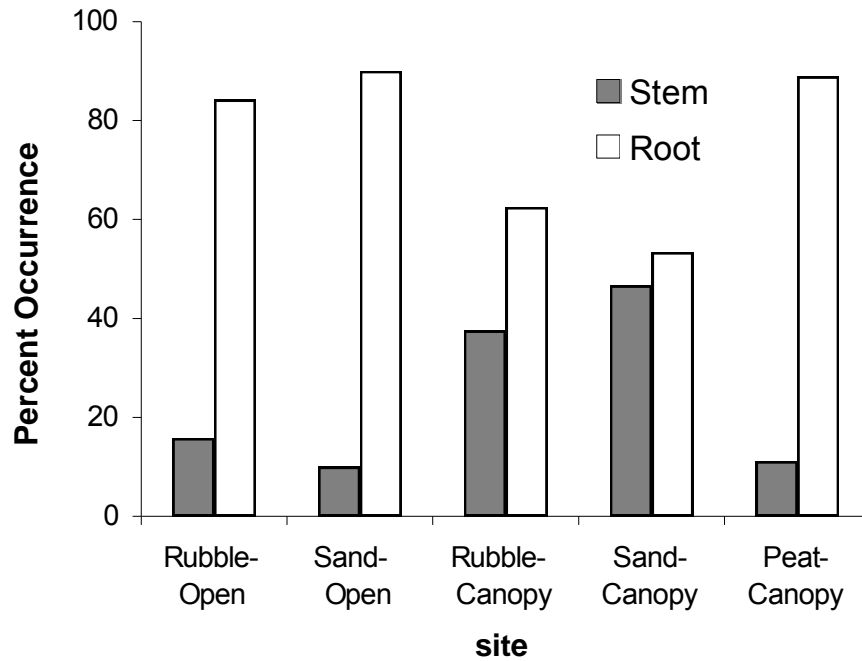 100
80
60
40
20
0
Percent Occurrence
Stem
Root
Rubble-
Open
Sand-
Open
Rubble-
Canopy
Sand-
Canopy
Peat-
Canopy
site